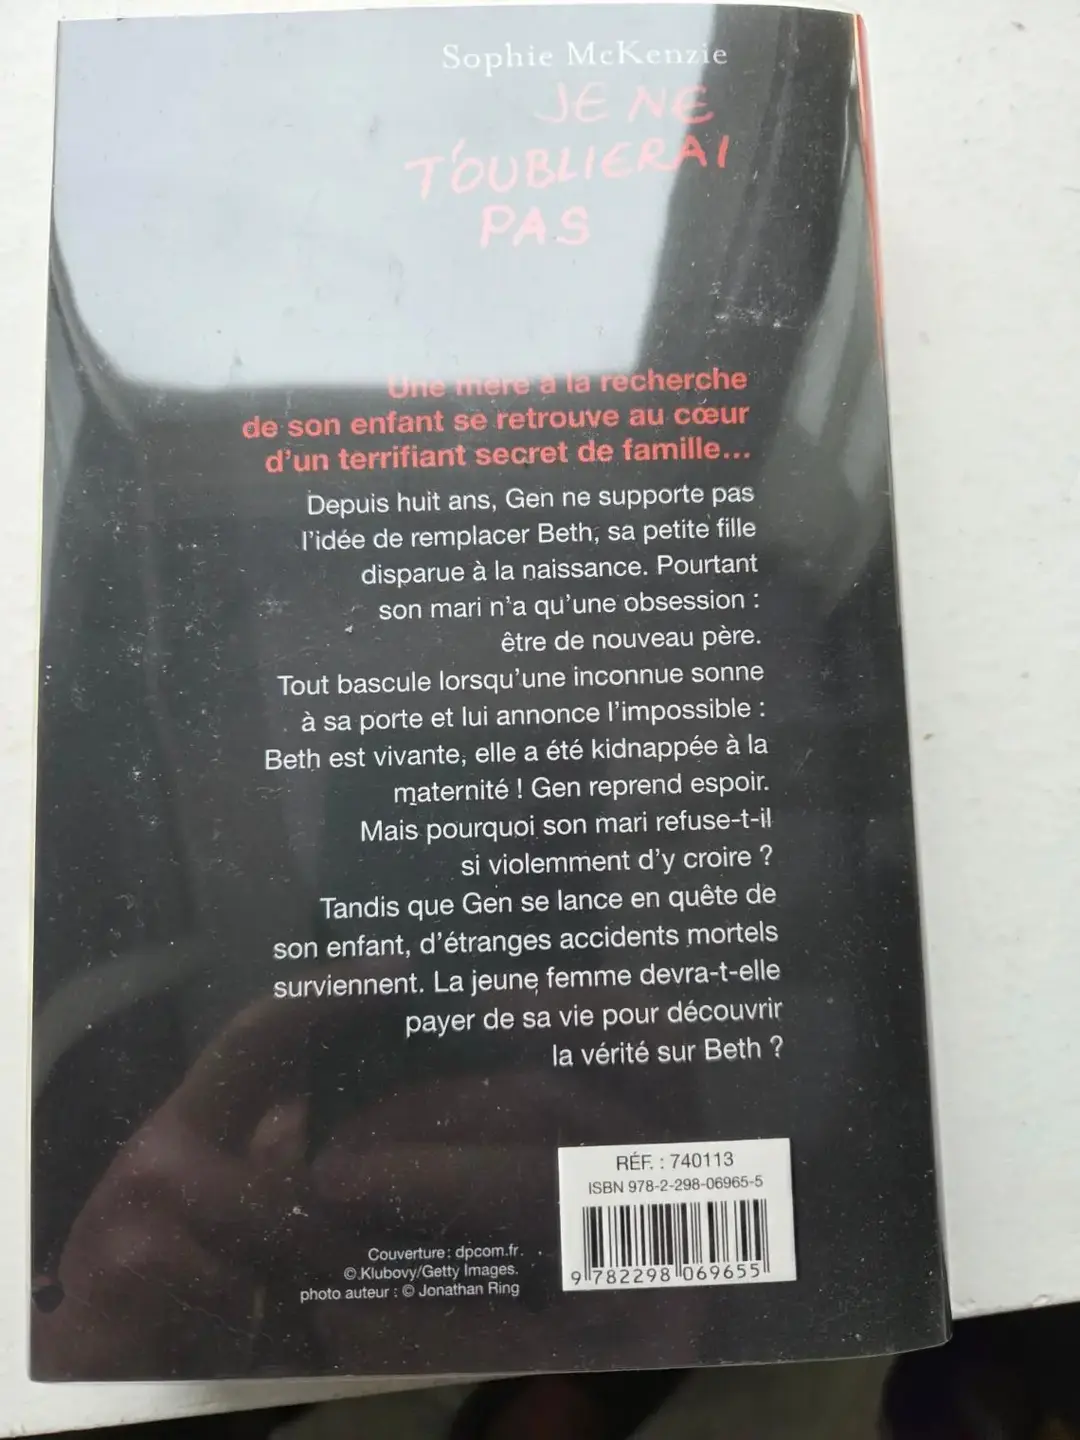 Sophie McKenzie
JE NE
T'OUBLIERAI
PAS
Une mère à la recherche
de son enfant se retrouve au cœur
d'un terrifiant secret de famille...
Depuis huit ans, Gen ne supporte pas
l'idée de remplacer Beth, sa petite fille
disparue à la naissance. Pourtant
son mari n'a qu'une obsession :
être de nouveau père.
Tout bascule lorsqu'une inconnue sonne
à sa porte et lui annonce l'impossible :
Beth est vivante, elle a été kidnappée à la
maternité ! Gen reprend espoir.
Mais pourquoi son mari refuse-t-il
si violemment d'y croire ?
Tandis que Gen se lance en quête de
son enfant, d'étranges accidents mortels
surviennent. La jeune femme devra-t-elle
payer de sa vie pour découvrir
la vérité sur Beth ?
RÉF. : 740113
ISBN 978-2-298-06965-5
9 782298 069655
Couverture : dpcom.fr.
© Klubovy/Getty Images.
photo auteur : © Jonathan Ring